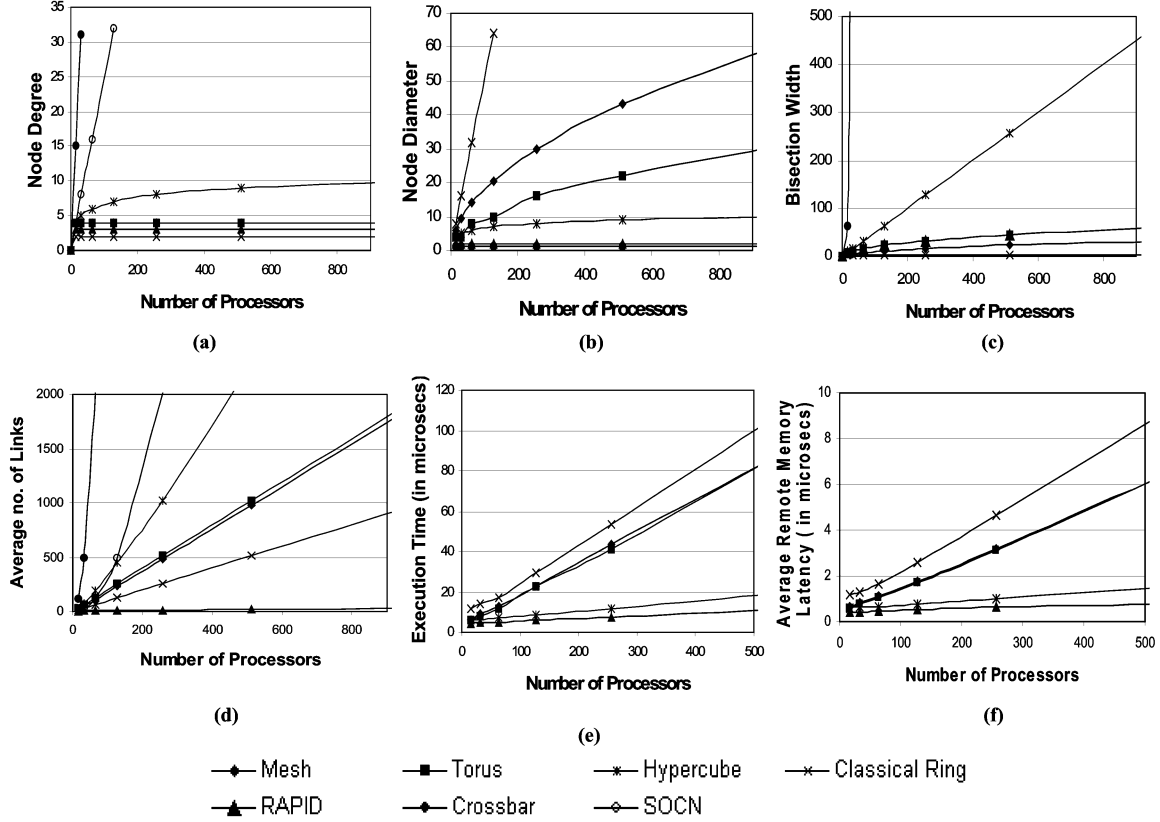 Node Degree
35
30
25
20
15
10
5
0
0 200 400 600 800
Number of Processors
(a)
Node Diameter
70
60
50
40
30
20
10
0
0 200 400 600 800
Number of Processors
(b)
Bisection Width
500
400
300
200
100
0
0 200 400 600 800
Number of Processors
(c)
Average no. of Links
2000
1500
1000
500
0
0 200 400 600 800
Number of Processors
(d)
Execution Time (in microsecs)
120
100
80
60
40
20
0
0 100 200 300 400 500
Number of Processors
(e)
Average Remote Memory
Latency ( in microsecs)
10
8
6
4
2
0
0 100 200 300 400 500
Number of Processors
(f)
Mesh Torus Hypercube Classical Ring
RAPID Crossbar SOCN